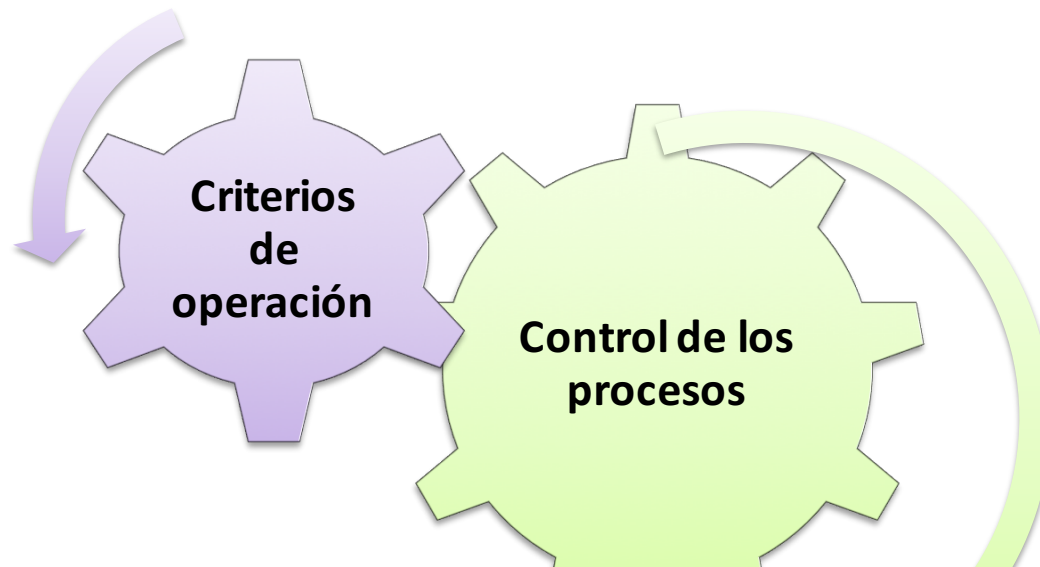 Criterios
de
operación
Control de los
procesos